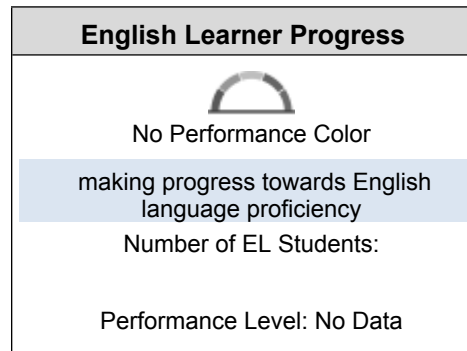 English Learner Progress
No Performance Color
making progress towards English
language proficiency
Number of EL Students:
Performance Level: No Data